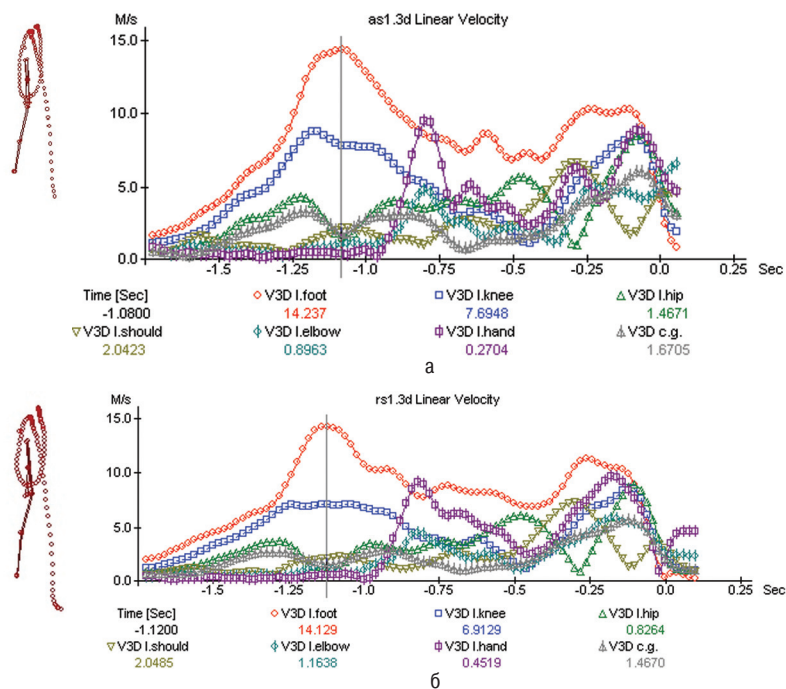 M/s as1.3d Linear Velocity
15.0
10.0
5.0
0.0
-1.5 -1.25 -1.0 -0.75 -0.5 -0.25 0.0 0.25 Sec
Time [Sec] V3D l.foot V3D l.knee V3D l.hip
-1.0800 14.237 7.6948 1.4671
V3D l.should V3D l.elbow V3D l.hand V3D c.g.
2.0423 0.8963 0.2704 1.6705
а
M/s rs1.3d Linear Velocity
15.0
10.0
5.0
0.0
-1.5 -1.25 -1.0 -0.75 -0.5 -0.25 0.0 0.25 Sec
Time [Sec] V3D l.foot V3D l.knee V3D l.hip
-1.1200 14.129 6.9129 0.8264
V3D l.should V3D l.elbow V3D l.hand V3D c.g.
2.0485 1.1638 0.4519 1.4670
б